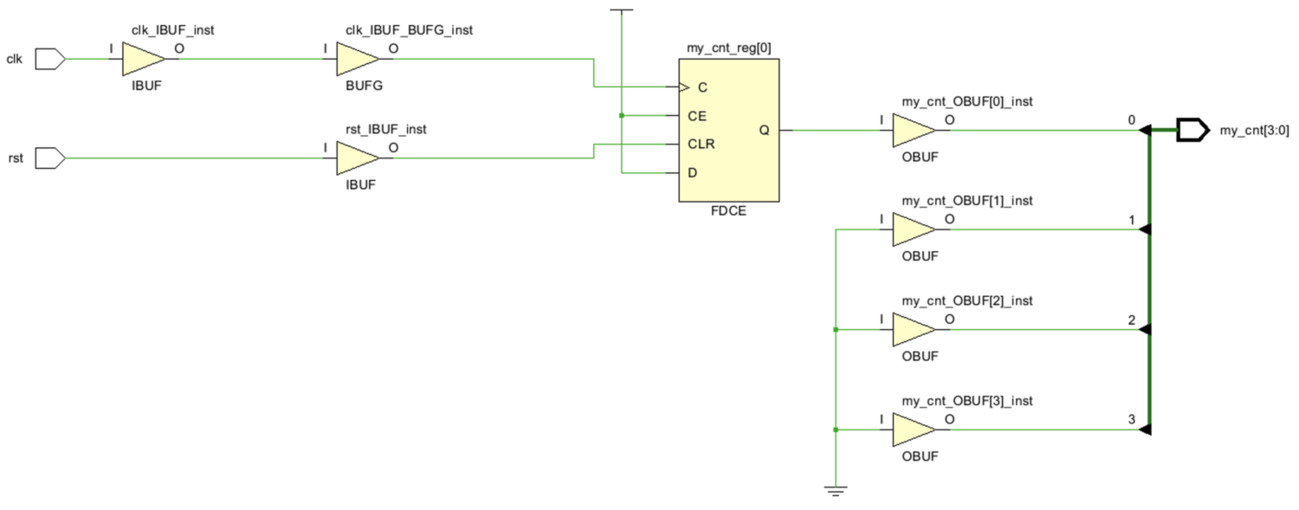 clk_IBUF_inst
clk_IBUF_BUFG_inst
my_cnt_reg[0]
clk
I
O
I
O
IBUF
BUFG
C
CE
CLR
D
Q
FDCE
rst_IBUF_inst
rst
I
O
IBUF
my_cnt_OBUF[0]_inst
I
O
0
my_cnt[3:0]
OBUF
my_cnt_OBUF[1]_inst
I
O
1
OBUF
my_cnt_OBUF[2]_inst
I
O
2
OBUF
my_cnt_OBUF[3]_inst
I
O
3
OBUF